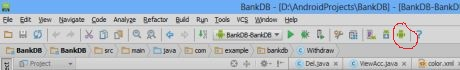 BankDB - [D:\AndroidProjects\BankDB] - [BankDB-BankD
File Edit View Navigate Code Analyze Refactor Build Run Tools VCS Window Help
BankDB-BankDB
BankDB BankDB src main java com example bankdb Withdraw
Project Del.java ViewAcc.java color.xml